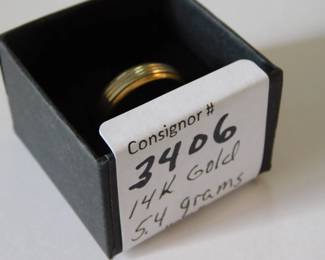 Consignor #
3406
14K Gold
5.4 grams